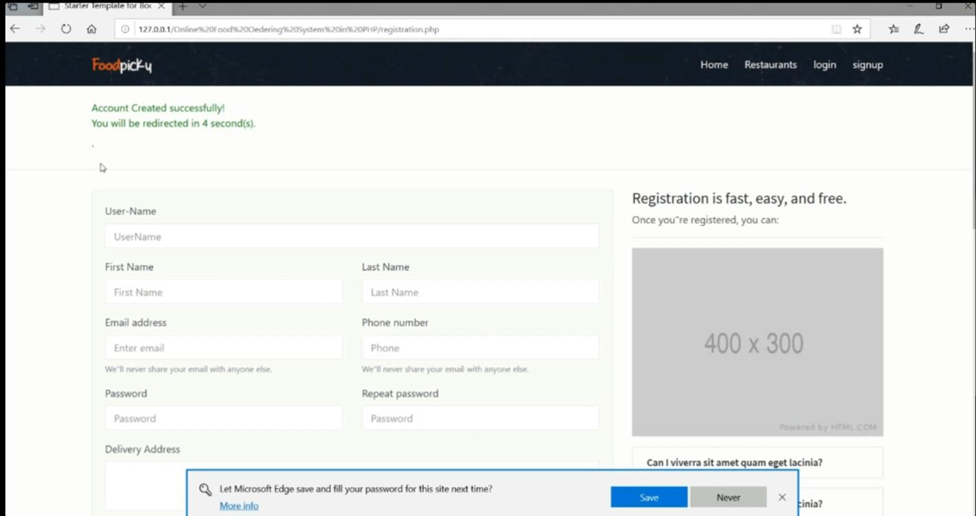 Starter Template for Boo
127.0.0.1/Online%20Food%20Oedering%20System%20in%20PHP/registration.php
Foodpicky
Home Restaurants login signup
Account Created successfully!
You will be redirected in 4 second(s).
.
Registration is fast, easy, and free.
Once you"re registered, you can:
User-Name
UserName
First Name Last Name
First Name Last Name
Email address Phone number
Enter email Phone
We"ll never share your email with anyone else. We"ll never share your email with anyone else.
Password Repeat password
Password Password
Delivery Address
400 x 300
Powered by HTML.COM
Can I viverra sit amet quam eget lacinia?
cinia?
Let Microsoft Edge save and fill your password for this site next time?
More info
Save Never